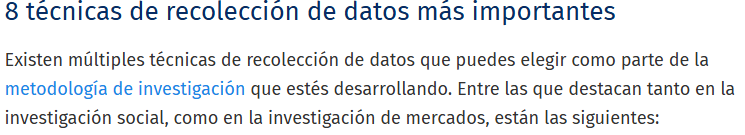 8 técnicas de recolección de datos más importantes
Existen múltiples técnicas de recolección de datos que puedes elegir como parte de la
metodología de investigación que estés desarrollando. Entre las que destacan tanto en la
investigación social, como en la investigación de mercados, están las siguientes: